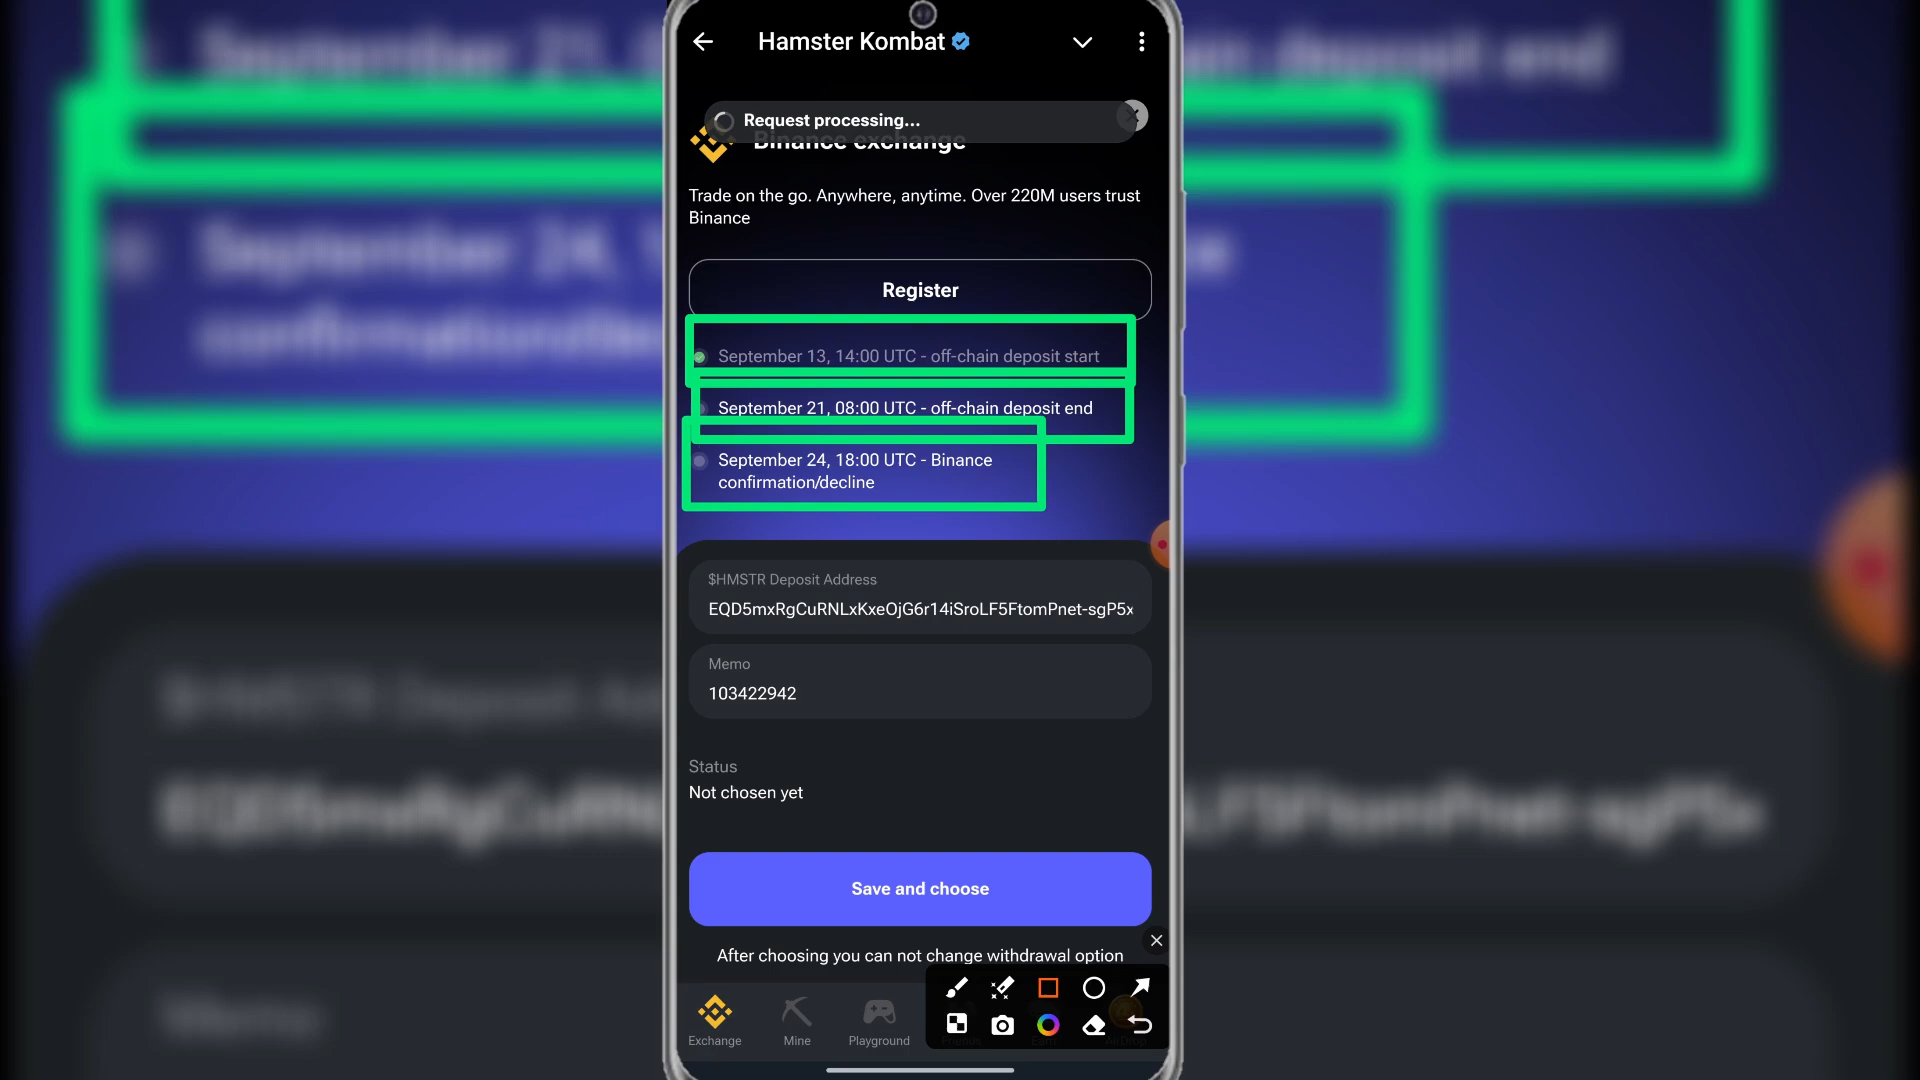 Hamster Kombat
Request processing...
Binance exchange
Trade on the go. Anywhere, anytime. Over 220M users trust
Binance
Register
September 13, 14:00 UTC - off-chain deposit start
September 21, 08:00 UTC - off-chain deposit end
September 24, 18:00 UTC - Binance
confirmation/decline
$HMSTR Deposit Address
EQD5mxRgCuRNLxKxeOjG6r14iSroLF5FtomPnet-sgP5x
Memo
103422942
Status
Not chosen yet
Save and choose
After choosing you can not change withdrawal option
Exchange
Mine
Playground
Friends
Earn
AirDrop